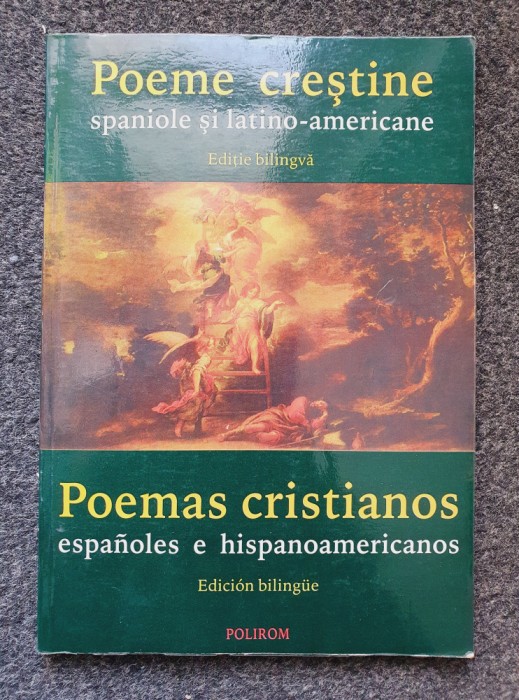 Poeme creştine
spaniole şi latino-americane
Ediţie bilingvă
Poemas cristianos
españoles e hispanoamericanos
Edición bilingüe
POLIROM